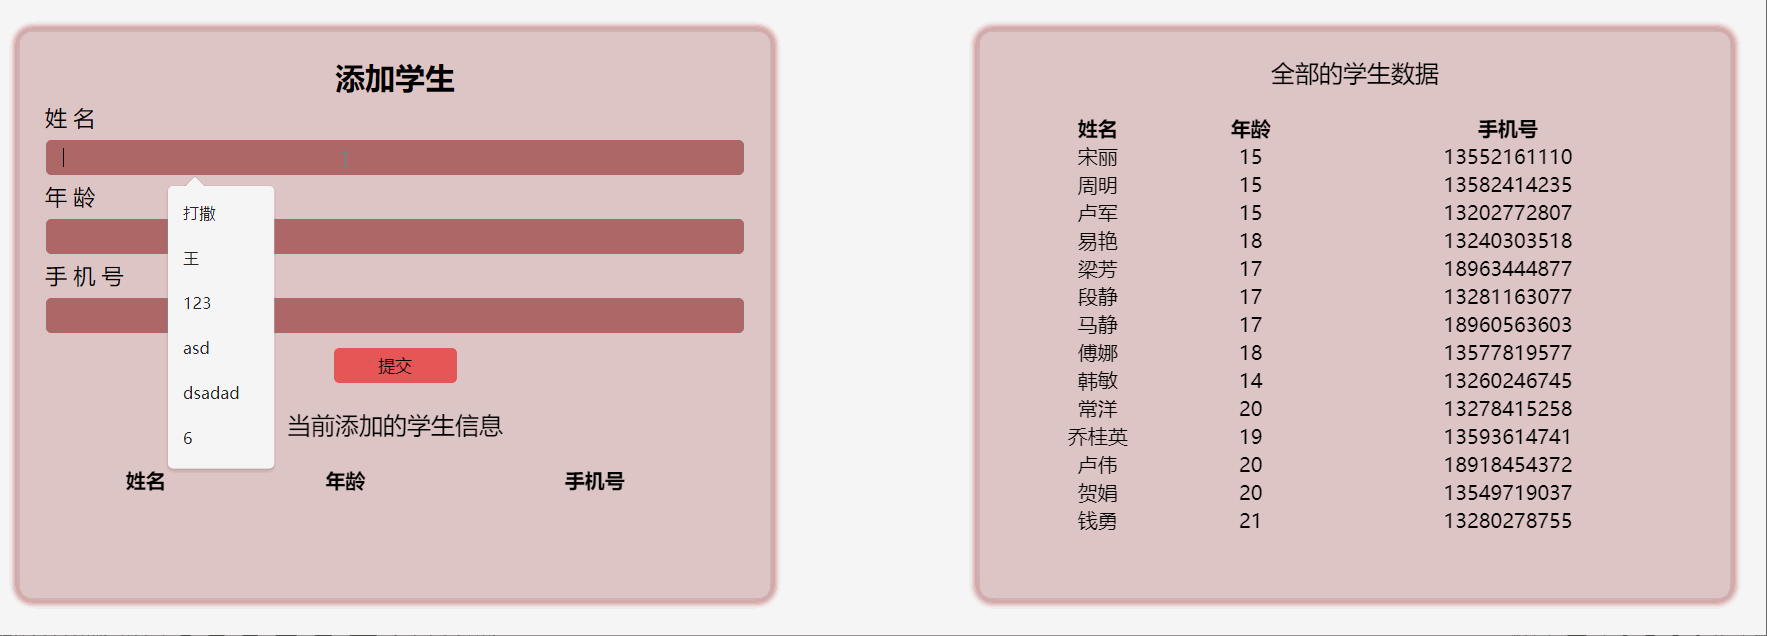 添加学生
姓 名
年 龄
手 机 号
打撒
王
123
asd
dsadad
6
提交
当前添加的学生信息
姓名 年龄 手机号
全部的学生数据
姓名 年龄 手机号
宋丽 15 13552161110
周明 15 13582414235
卢军 15 13202772807
易艳 18 13240303518
梁芳 17 18963444877
段静 17 13281163077
马静 17 18960563603
傅娜 18 13577819577
韩敏 14 13260246745
常洋 20 13278415258
乔桂英 19 13593614741
卢伟 20 18918454372
贺娟 20 13549719037
钱勇 21 13280278755